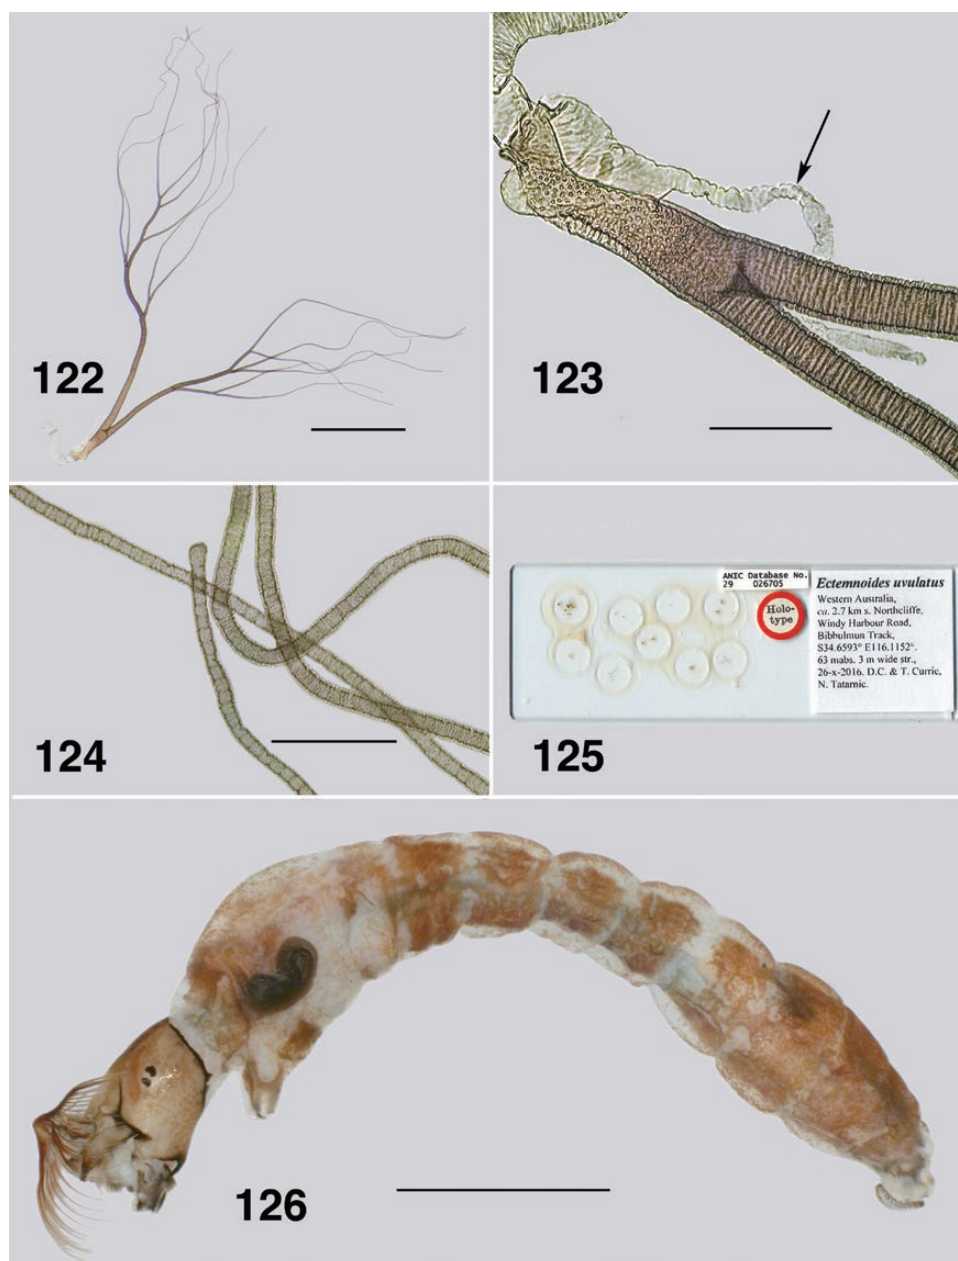 122
123
124
ANIC Database No.
29 026705
Holo-
type
Ectemnoides uvulatus
Western Australia,
ca. 2.7 km s. Northcliffe,
Windy Harbour Road,
Bibbulmun Track,
S34.6593° E116.1152°.
63 mabs. 3 m wide str.,
26-x-2016. D.C. & T. Currie,
N. Tatarnic.
125
126